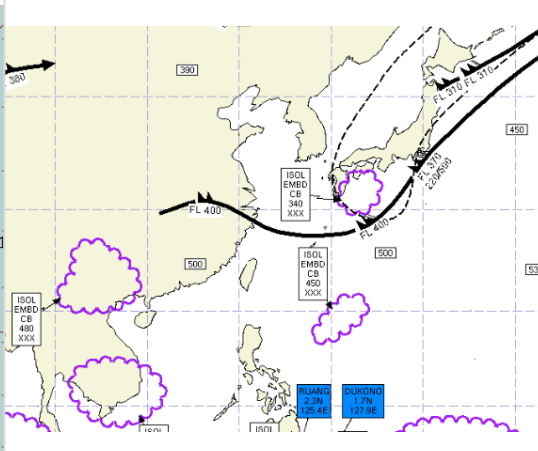 380
390
FL 310 FL 310
450
FL 370
220/500
ISOL
EMBD
CB
340
XXX
FL 400
FL 400
500
500
ISOL
EMBD
CB
450
XXX
ISOL
EMBD
CB
480
XXX
RUANG
2.3N
125.4E
DUKONO
1.7N
127.9E